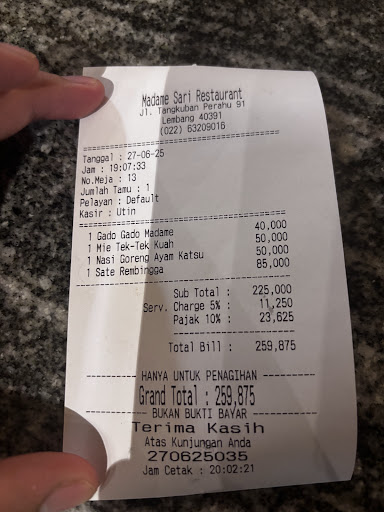 Madame Sari Restaurant
Jl. Tangkuban Perahu 91
Lembang 40391
(022) 63209016
Tanggal : 27-06-25
Jam : 19:07:33
No.Meja : 13
Jumlah Tamu : 1
Pelayan : Default
Kasir : Utin
1 Gado Gado Madame 40,000
1 Mie Tek-Tek Kuah 50,000
1 Nasi Goreng Ayam Katsu 50,000
1 Sate Rembingga 85,000
Sub Total : 225,000
Serv. Charge 5% : 11,250
Pajak 10% : 23,625
Total Bill : 259,875
HANYA UNTUK PENAGIHAN
Grand Total : 259,875
BUKAN BUKTI BAYAR
Terima Kasih
Atas Kunjungan Anda
270625035
Jam Cetak : 20:02:21